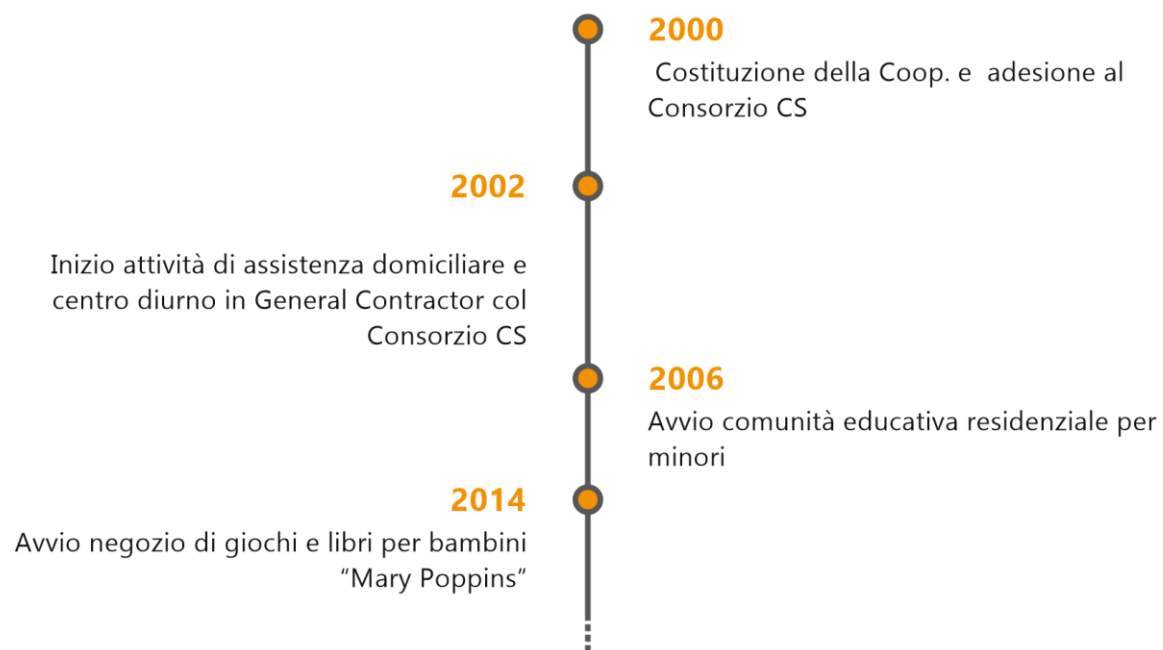 2000
Costituzione della Coop. e adesione al
Consorzio CS
2002
Inizio attività di assistenza domiciliare e
centro diurno in General Contractor col
Consorzio CS
2006
Avvio comunità educativa residenziale per
minori
2014
Avvio negozio di giochi e libri per bambini
“Mary Poppins”